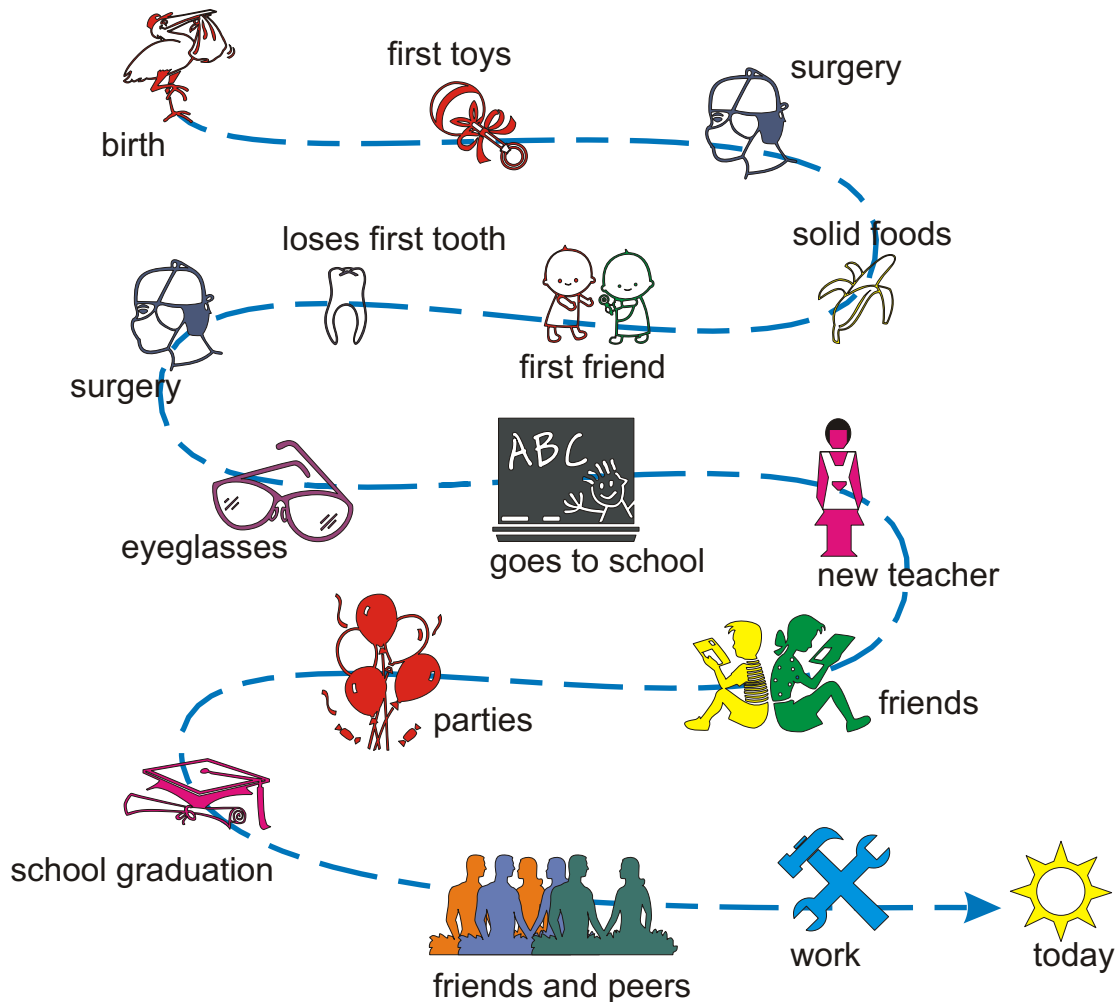 birth
first toys
surgery
solid foods
first friend
loses first tooth
surgery
eyeglasses
ABC
goes to school
new teacher
friends
parties
school graduation
friends and peers
work
today